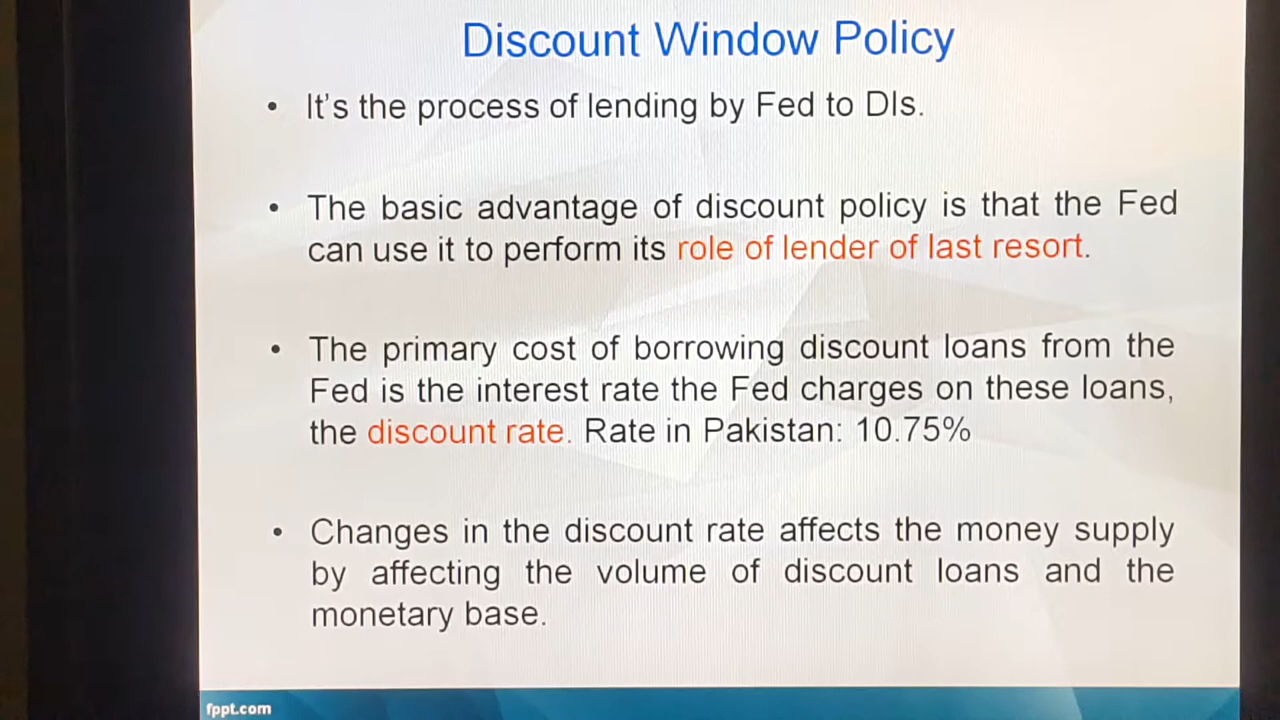 Discount Window Policy
• It's the process of lending by Fed to DIs.
• The basic advantage of discount policy is that the Fed
can use it to perform its role of lender of last resort.
• The primary cost of borrowing discount loans from the
Fed is the interest rate the Fed charges on these loans,
the discount rate. Rate in Pakistan: 10.75%
• Changes in the discount rate affects the money supply
by affecting the volume of discount loans and the
monetary base.
fppt.com